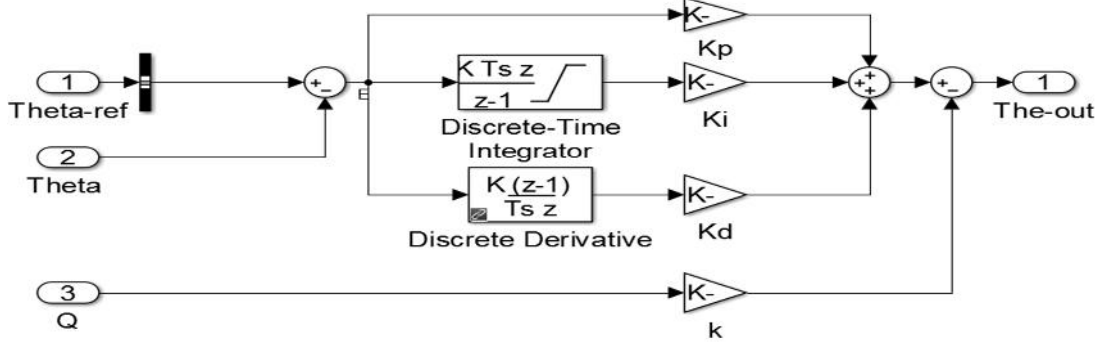 K-
Kp
1
Theta-ref
+
−
E
K Ts z
z-1
Discrete-Time
Integrator
K-
Ki
+
+
+
+
−
1
The-out
2
Theta
K (z-1)
Ts z
Discrete Derivative
K-
Kd
3
Q
K-
k